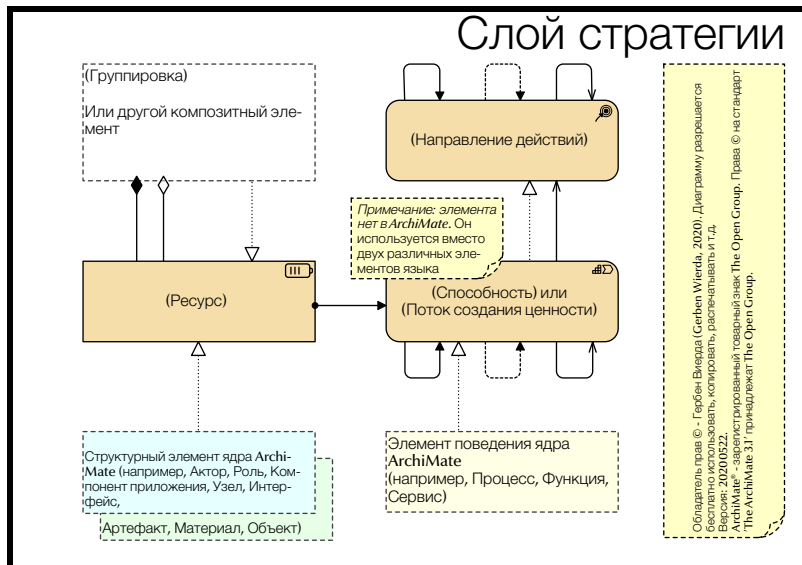 Слой стратегии
(Группировка)
Или другой композитный эле-
мент
(Направление действий)
Примечание: элемента
нет в ArchiMate. Он
используется вместо
двух различных эле-
ментов языка
(Ресурс)
(Способность) или
(Поток создания ценности)
Структурный элемент ядра Archi-
Mate (например, Актор, Роль, Ком-
понент приложения, Узел, Интер-
фейс,
Артефакт, Материал, Объект)
Элемент поведения ядра
ArchiMate
(например, Процесс, Функция,
Сервис)
Обладатель прав © - Гербен Виерда (Gerben Wierda, 2020). Диаграмму разрешается
бесплатно использовать, копировать, распечатывать и т.д.
Версия: 20200522.
ArchiMate® - зарегистрированный товарный знак The Open Group. Права © на стандарт
'The ArchiMate 3.1' принадлежат The Open Group.